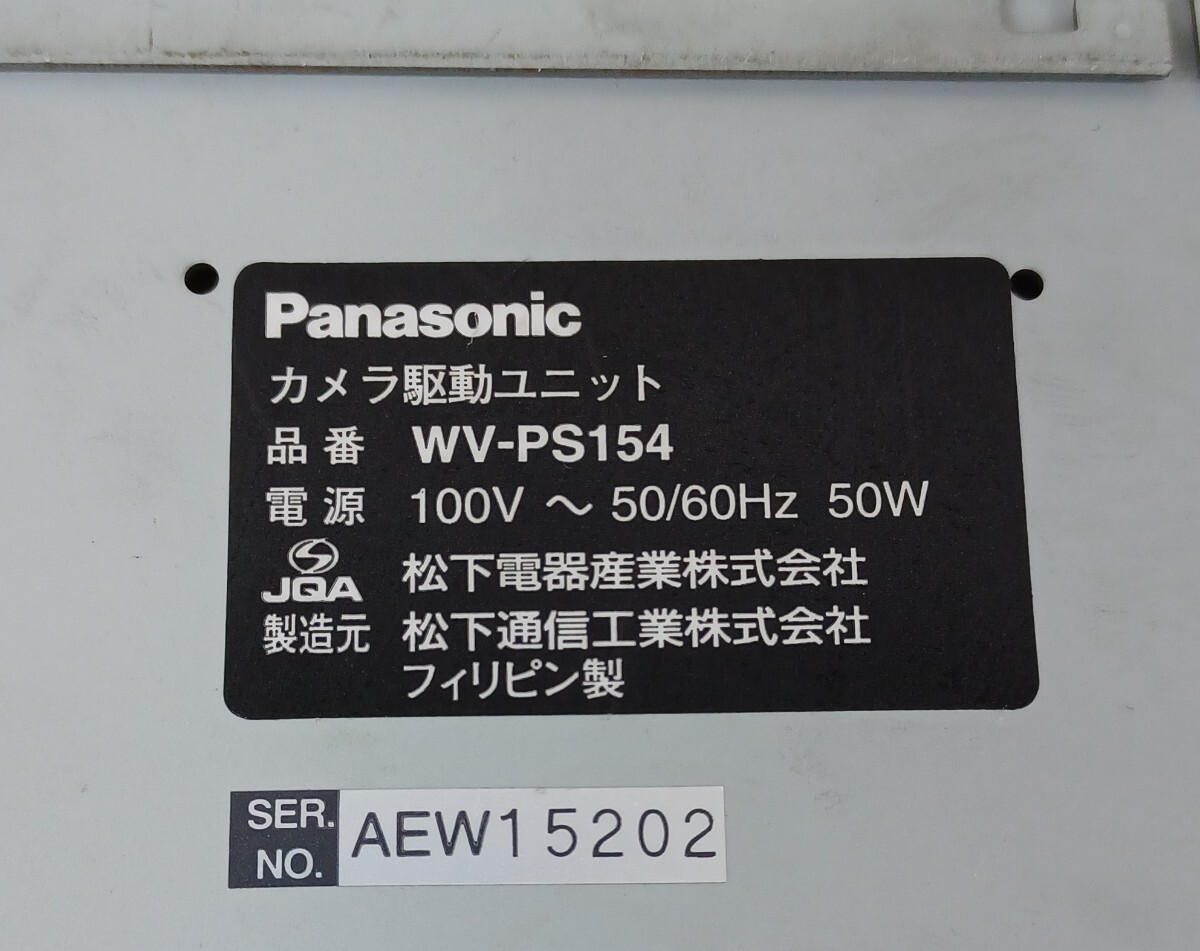 Panasonic
カメラ駆動ユニット
品番 WV-PS154
電源 100V ～ 50/60Hz 50W
JQA 松下電器産業株式会社
製造元 松下通信工業株式会社
フィリピン製
SER. NO. AEW15202